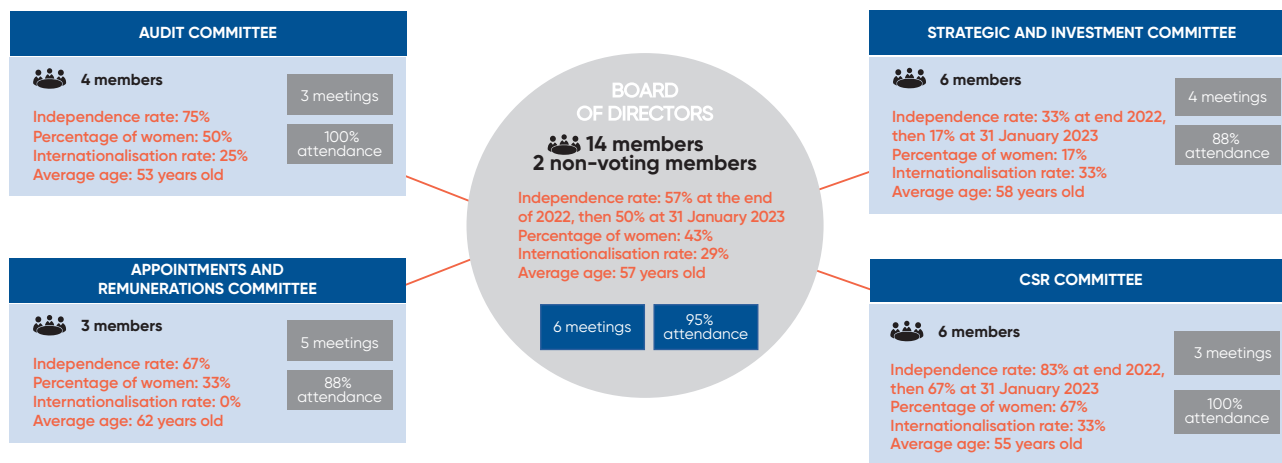 AUDIT COMMITTEE
4 members
3 meetings
100%
attendance
Independence rate: 75%
Percentage of women: 50%
Internationalisation rate: 25%
Average age: 53 years old
APPOINTMENTS AND
REMUNERATIONS COMMITTEE
3 members
5 meetings
88%
attendance
Independence rate: 67%
Percentage of women: 33%
Internationalisation rate: 0%
Average age: 62 years old
BOARD
OF DIRECTORS
14 members
2 non-voting members
Independence rate: 57% at the end
of 2022, then 50% at 31 January 2023
Percentage of women: 43%
Internationalisation rate: 29%
Average age: 57 years old
6 meetings
95%
attendance
STRATEGIC AND INVESTMENT COMMITTEE
6 members
4 meetings
88%
attendance
Independence rate: 33% at end 2022,
then 17% at 31 January 2023
Percentage of women: 17%
Internationalisation rate: 33%
Average age: 58 years old
CSR COMMITTEE
6 members
3 meetings
100%
attendance
Independence rate: 83% at end 2022,
then 67% at 31 January 2023
Percentage of women: 67%
Internationalisation rate: 33%
Average age: 55 years old